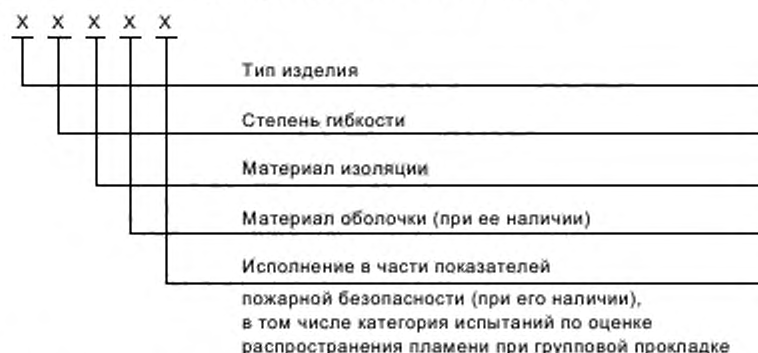 X X X X X
Тип изделия
Степень гибкости
Материал изоляции
Материал оболочки (при ее наличии)
Исполнение в части показателей
пожарной безопасности (при его наличии),
в том числе категория испытаний по оценке
распространения пламени при групповой прокладке